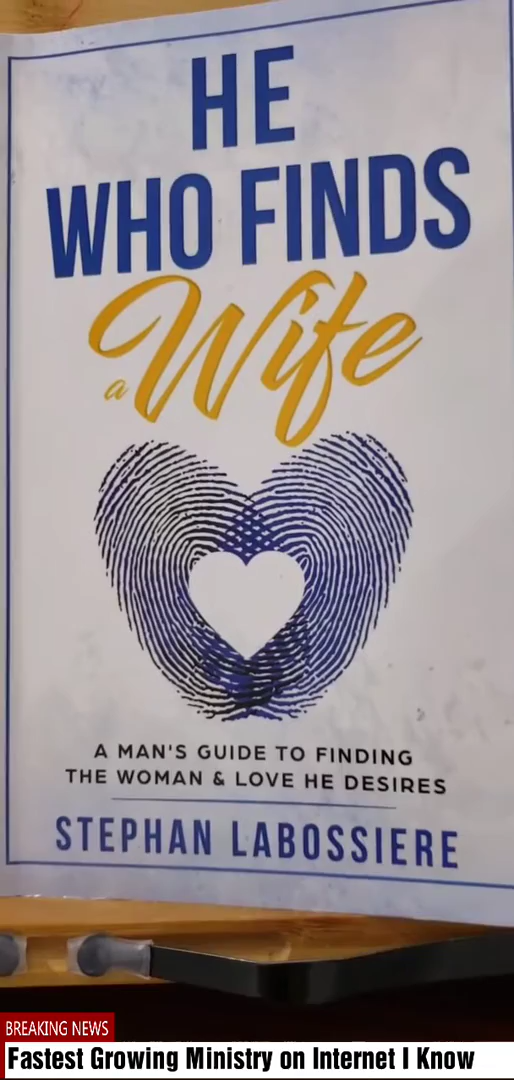 HE
WHO FINDS
a Wife
A MAN'S GUIDE TO FINDING
THE WOMAN & LOVE HE DESIRES
STEPHAN LABOSSIERE
BREAKING NEWS
Fastest Growing Ministry on Internet I Know